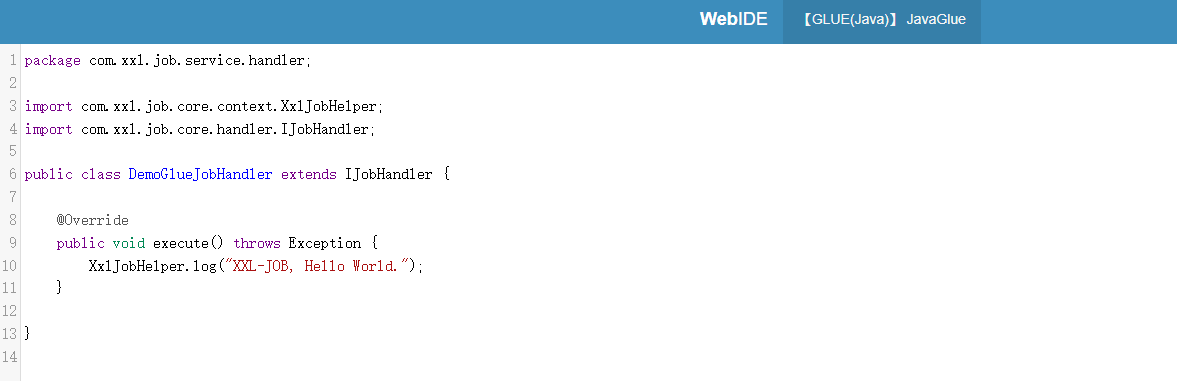 WebIDE 【GLUE(Java)】 JavaGlue
1 package com.xxl.job.service.handler;
2
3 import com.xxl.job.core.context.XxlJobHelper;
4 import com.xxl.job.core.handler.IJobHandler;
5
6 public class DemoGlueJobHandler extends IJobHandler {
7
8     @Override
9     public void execute() throws Exception {
10         XxlJobHelper.log("XXL-JOB, Hello World.");
11     }
12
13 }
14